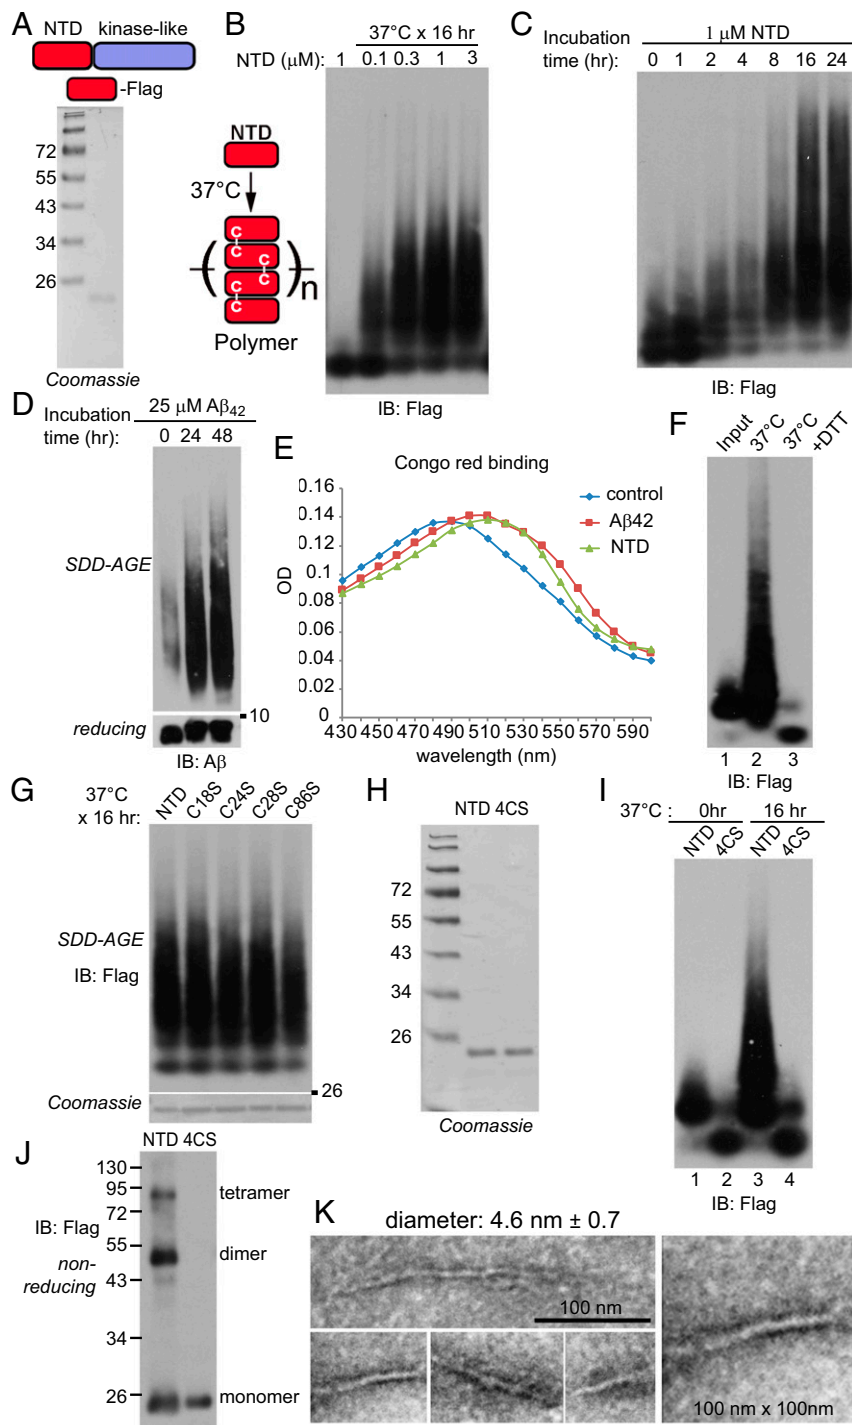 A
NTD kinase-like
-Flag
72
55
43
34
26
Coomassie
B
37°C x 16 hr
NTD (μM): 1 0.1 0.3 1 3
NTD
37°C
C
C
C
C
C
C
n
Polymer
IB: Flag
C
Incubation time (hr):
1 μM NTD
0 1 2 4 8 16 24
IB: Flag
D
Incubation time (hr):
25 μM Aβ42
0 24 48
SDD-AGE
reducing
10
IB: Aβ
E
Congo red binding
0.16
0.14
0.12
0.1
0.08
0.06
0.04
0.02
0
OD
430 450 470 490 510 530 550 570 590
wavelength (nm)
control
Aβ42
NTD
F
Input
37°C
37°C +DTT
1 2 3
IB: Flag
G
37°C x 16 hr:
NTD C18S C24S C28S C86S
SDD-AGE
IB: Flag
26
Coomassie
H
NTD 4CS
72
55
43
34
26
Coomassie
I
37°C : 0hr 16 hr
NTD 4CS NTD 4CS
1 2 3 4
IB: Flag
J
NTD 4CS
130
95
72
55
43
34
26
IB: Flag
non-reducing
tetramer
dimer
monomer
K
diameter: 4.6 nm ± 0.7
100 nm
100 nm x 100nm